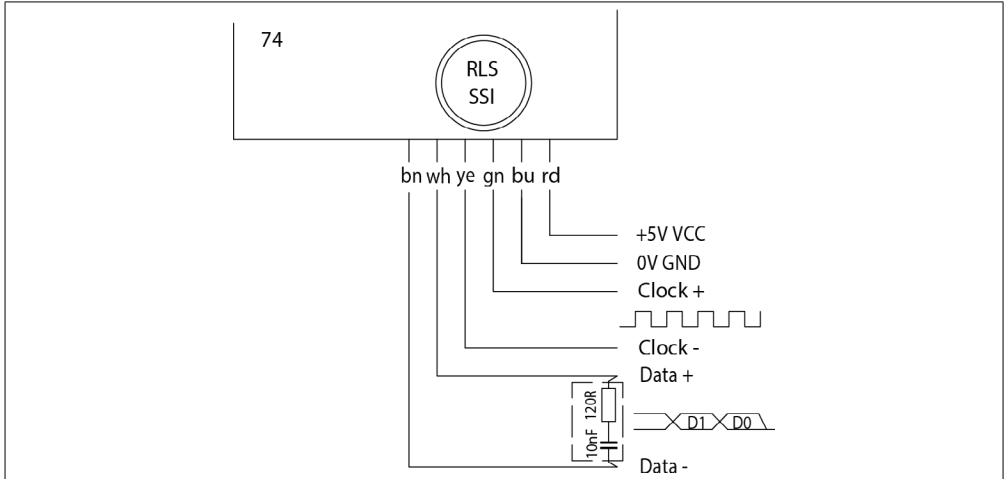 74
RLS
SSI
bn wh ye gn bu rd
+5V VCC
0V GND
Clock +
Clock -
Data +
120R
10nF
D1 D0
Data -